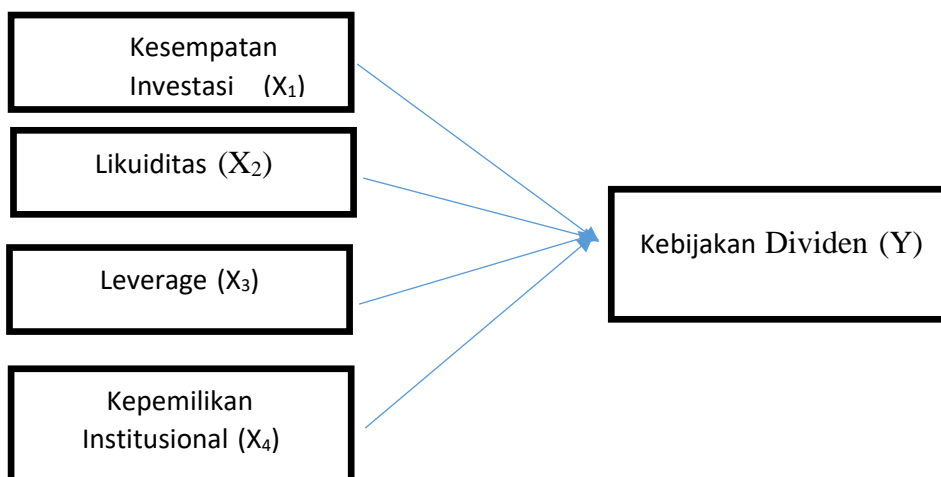 Kesempatan
Investasi (X₁)
Likuiditas (X₂)
Leverage (X₃)
Kepemilikan
Institusional (X₄)
Kebijakan Dividen (Y)